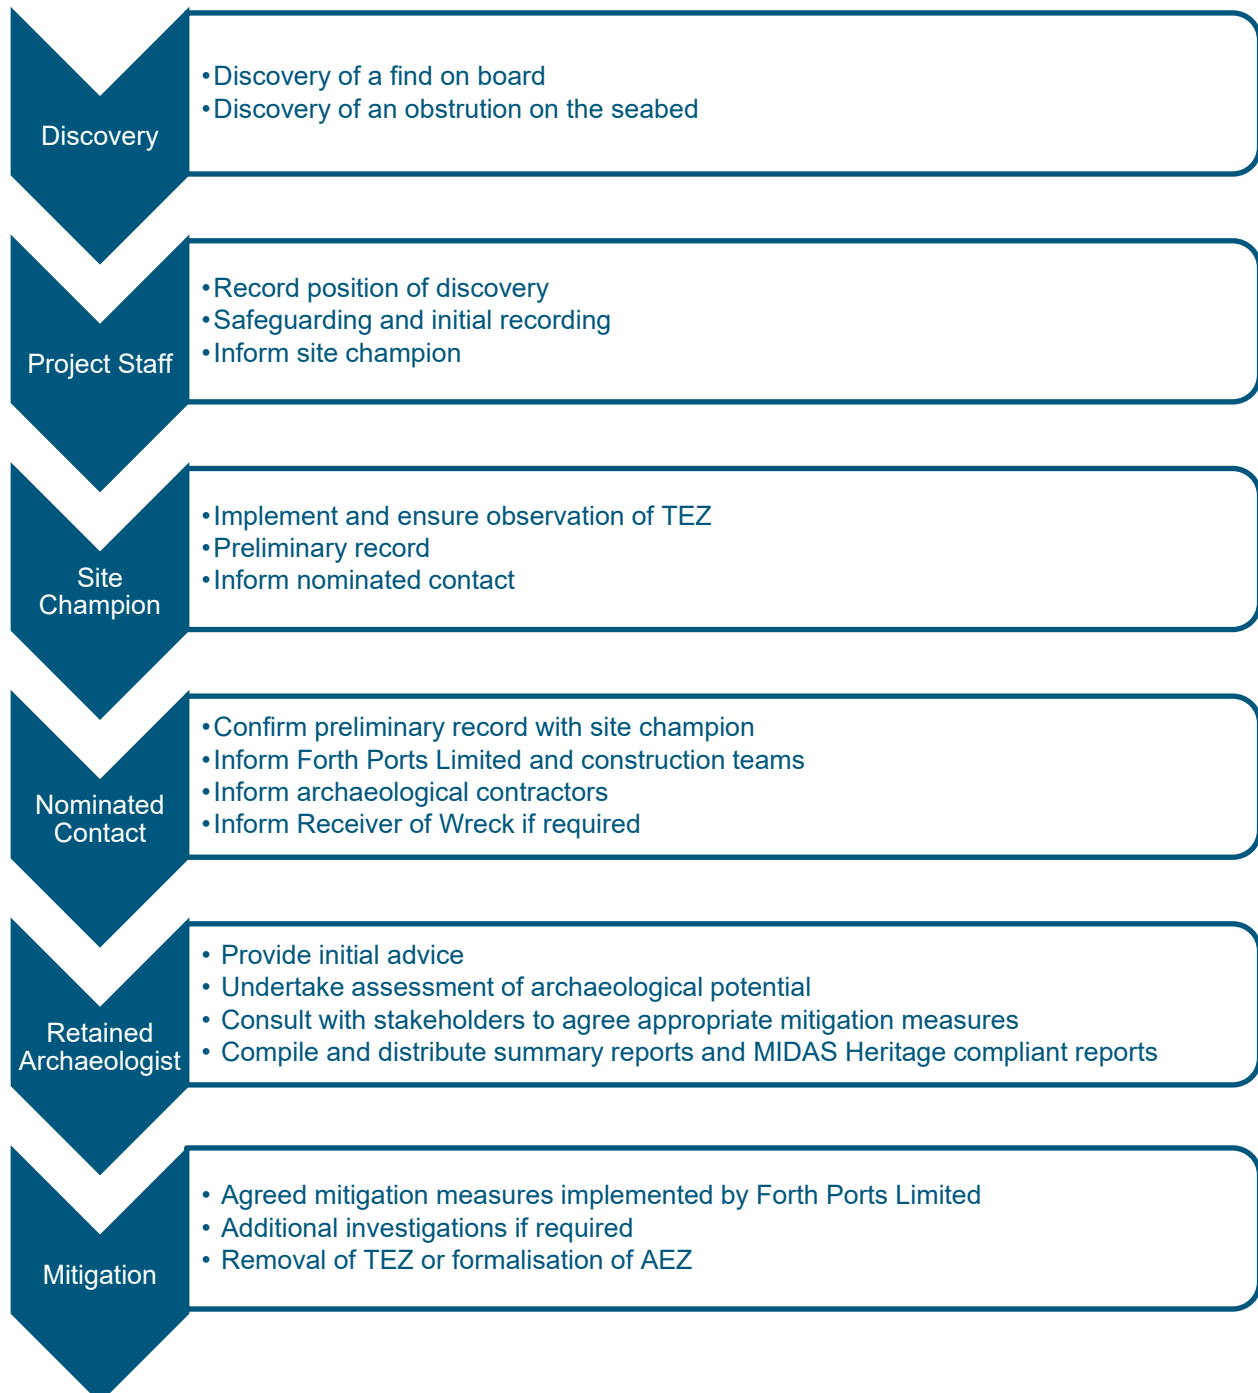 Discovery
•Discovery of a find on board
•Discovery of an obstrution on the seabed
Project Staff
•Record position of discovery
•Safeguarding and initial recording
•Inform site champion
Site
Champion
•Implement and ensure observation of TEZ
•Preliminary record
•Inform nominated contact
Nominated
Contact
•Confirm preliminary record with site champion
•Inform Forth Ports Limited and construction teams
•Inform archaeological contractors
•Inform Receiver of Wreck if required
Retained
Archaeologist
• Provide initial advice
• Undertake assessment of archaeological potential
• Consult with stakeholders to agree appropriate mitigation measures
• Compile and distribute summary reports and MIDAS Heritage compliant reports
Mitigation
• Agreed mitigation measures implemented by Forth Ports Limited
• Additional investigations if required
• Removal of TEZ or formalisation of AEZ